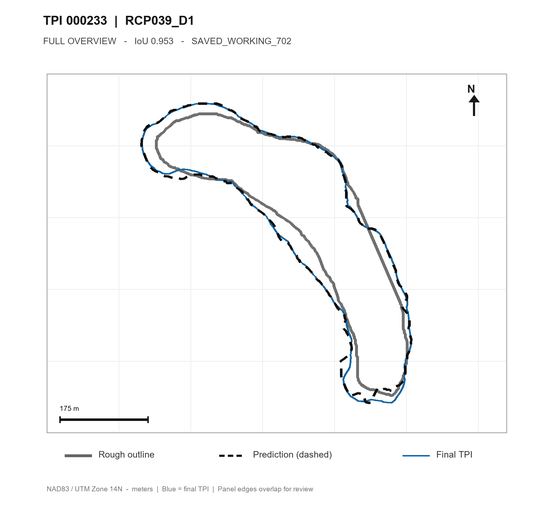 TPI 000233 | RCP039_D1
FULL OVERVIEW - IoU 0.953 - SAVED_WORKING_702
N
175 m
Rough outline
Prediction (dashed)
Final TPI
NAD83 / UTM Zone 14N - meters | Blue = final TPI | Panel edges overlap for review